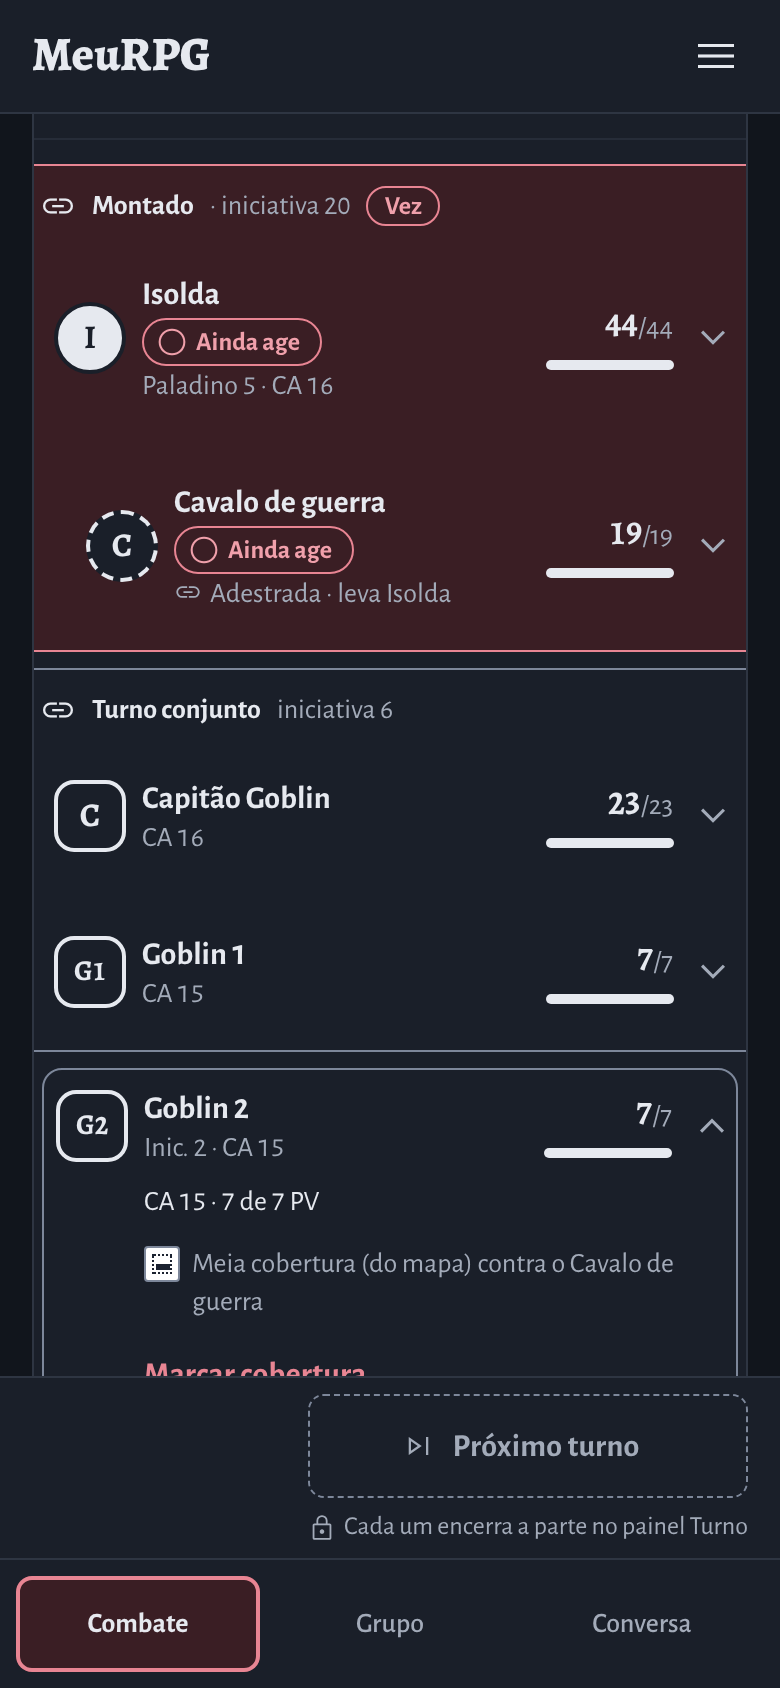 MeuRPG
Montado · iniciativa 20 Vez
I
Isolda
Ainda age
Paladino 5 · CA 16
44/44
C
Cavalo de guerra
Ainda age
Adestrada · leva Isolda
19/19
Turno conjunto iniciativa 6
C
Capitão Goblin
CA 16
23/23
G1
Goblin 1
CA 15
7/7
G2
Goblin 2
Inic. 2 · CA 15
7/7
CA 15 · 7 de 7 PV
Meia cobertura (do mapa) contra o Cavalo de
guerra
Marcar cobertura
Próximo turno
Cada um encerra a parte no painel Turno
Combate Grupo Conversa